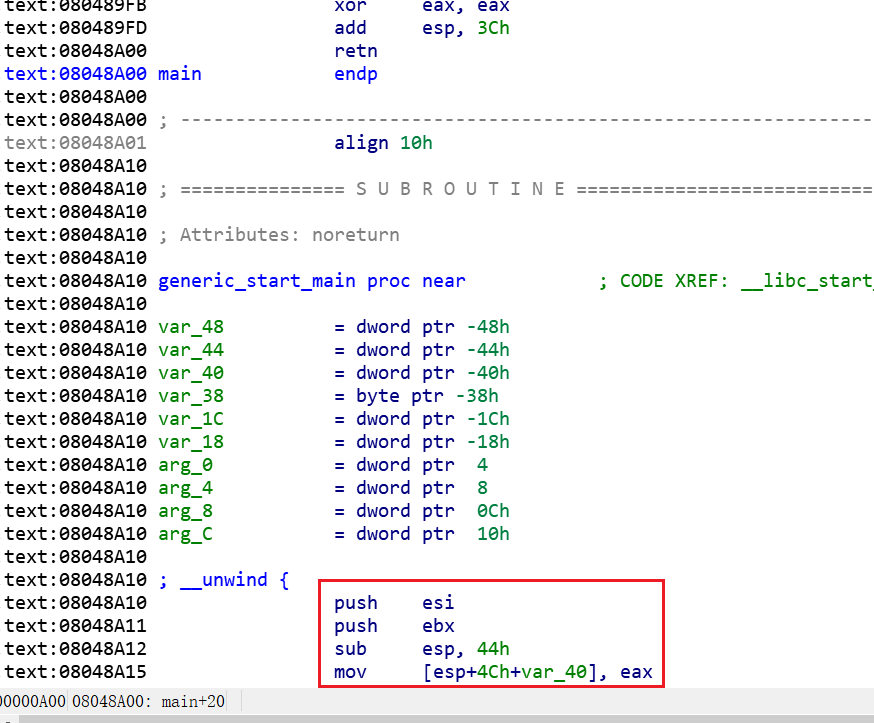 text:080489FB xor eax, eax
text:080489FD add esp, 3Ch
text:08048A00 retn
text:08048A00 main endp
text:08048A00
text:08048A00 ; ---------------------------------------------------------------
text:08048A01 align 10h
text:08048A10
text:08048A10 ; =============== S U B R O U T I N E ===========================
text:08048A10
text:08048A10 ; Attributes: noreturn
text:08048A10
text:08048A10 generic_start_main proc near ; CODE XREF: __libc_start_
text:08048A10
text:08048A10 var_48 = dword ptr -48h
text:08048A10 var_44 = dword ptr -44h
text:08048A10 var_40 = dword ptr -40h
text:08048A10 var_38 = byte ptr -38h
text:08048A10 var_1C = dword ptr -1Ch
text:08048A10 var_18 = dword ptr -18h
text:08048A10 arg_0 = dword ptr 4
text:08048A10 arg_4 = dword ptr 8
text:08048A10 arg_8 = dword ptr 0Ch
text:08048A10 arg_C = dword ptr 10h
text:08048A10
text:08048A10 ; __unwind {
text:08048A10 push esi
text:08048A11 push ebx
text:08048A12 sub esp, 44h
text:08048A15 mov [esp+4Ch+var_40], eax
00000A00 08048A00: main+20